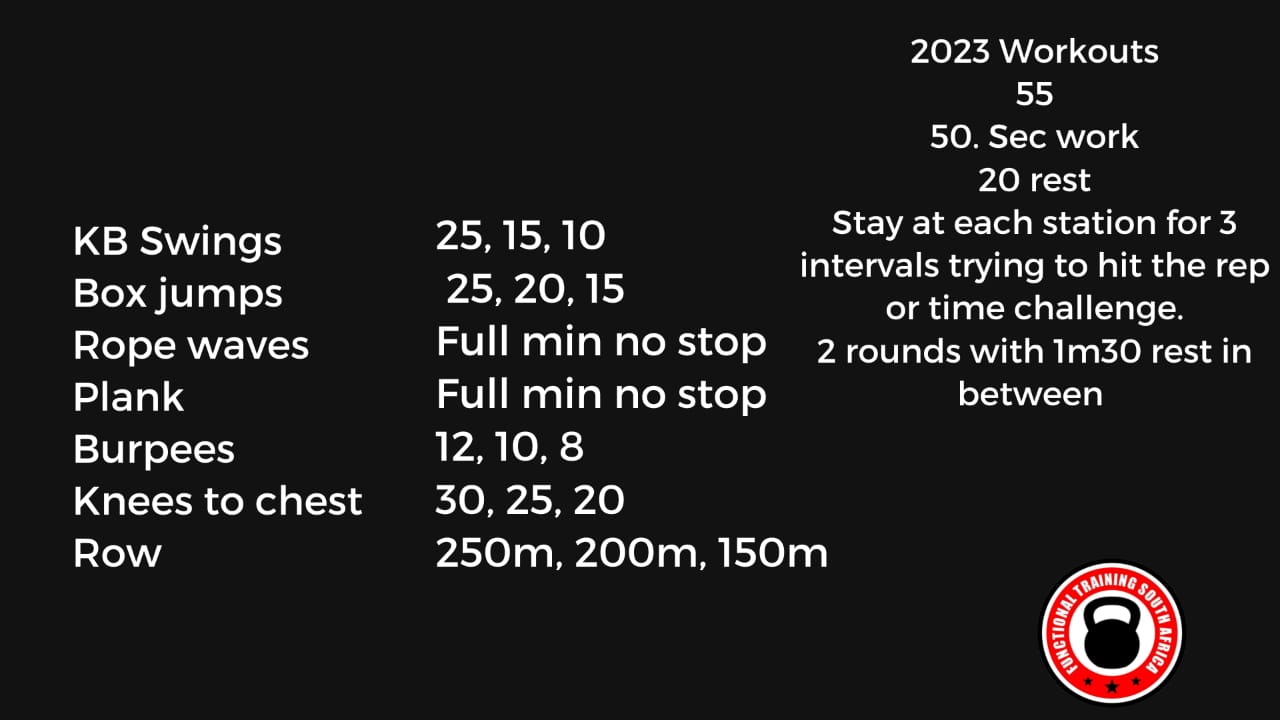 2023 Workouts
55
50. Sec work
20 rest
Stay at each station for 3
intervals trying to hit the rep
or time challenge.
2 rounds with 1m30 rest in
between
KB Swings 25, 15, 10
Box jumps 25, 20, 15
Rope waves Full min no stop
Plank Full min no stop
Burpees 12, 10, 8
Knees to chest 30, 25, 20
Row 250m, 200m, 150m
FUNCTIONAL TRAINING SOUTH AFRICA